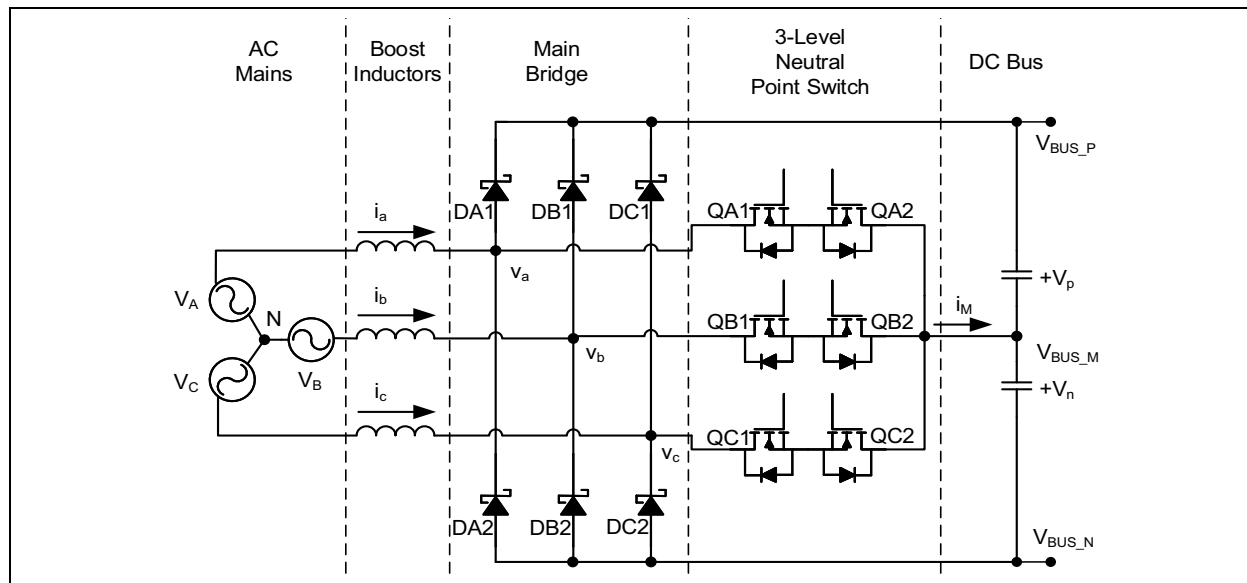 AC
Mains
Boost
Inductors
Main
Bridge
3-Level
Neutral
Point Switch
DC Bus
V_BUS_P
DA1
DB1
DC1
QA1
QA2
i_a
v_a
V_A
N
i_b
V_B
V_C
v_b
QB1
QB2
i_M
+V_p
V_BUS_M
+V_n
i_c
v_c
QC1
QC2
DA2
DB2
DC2
V_BUS_N